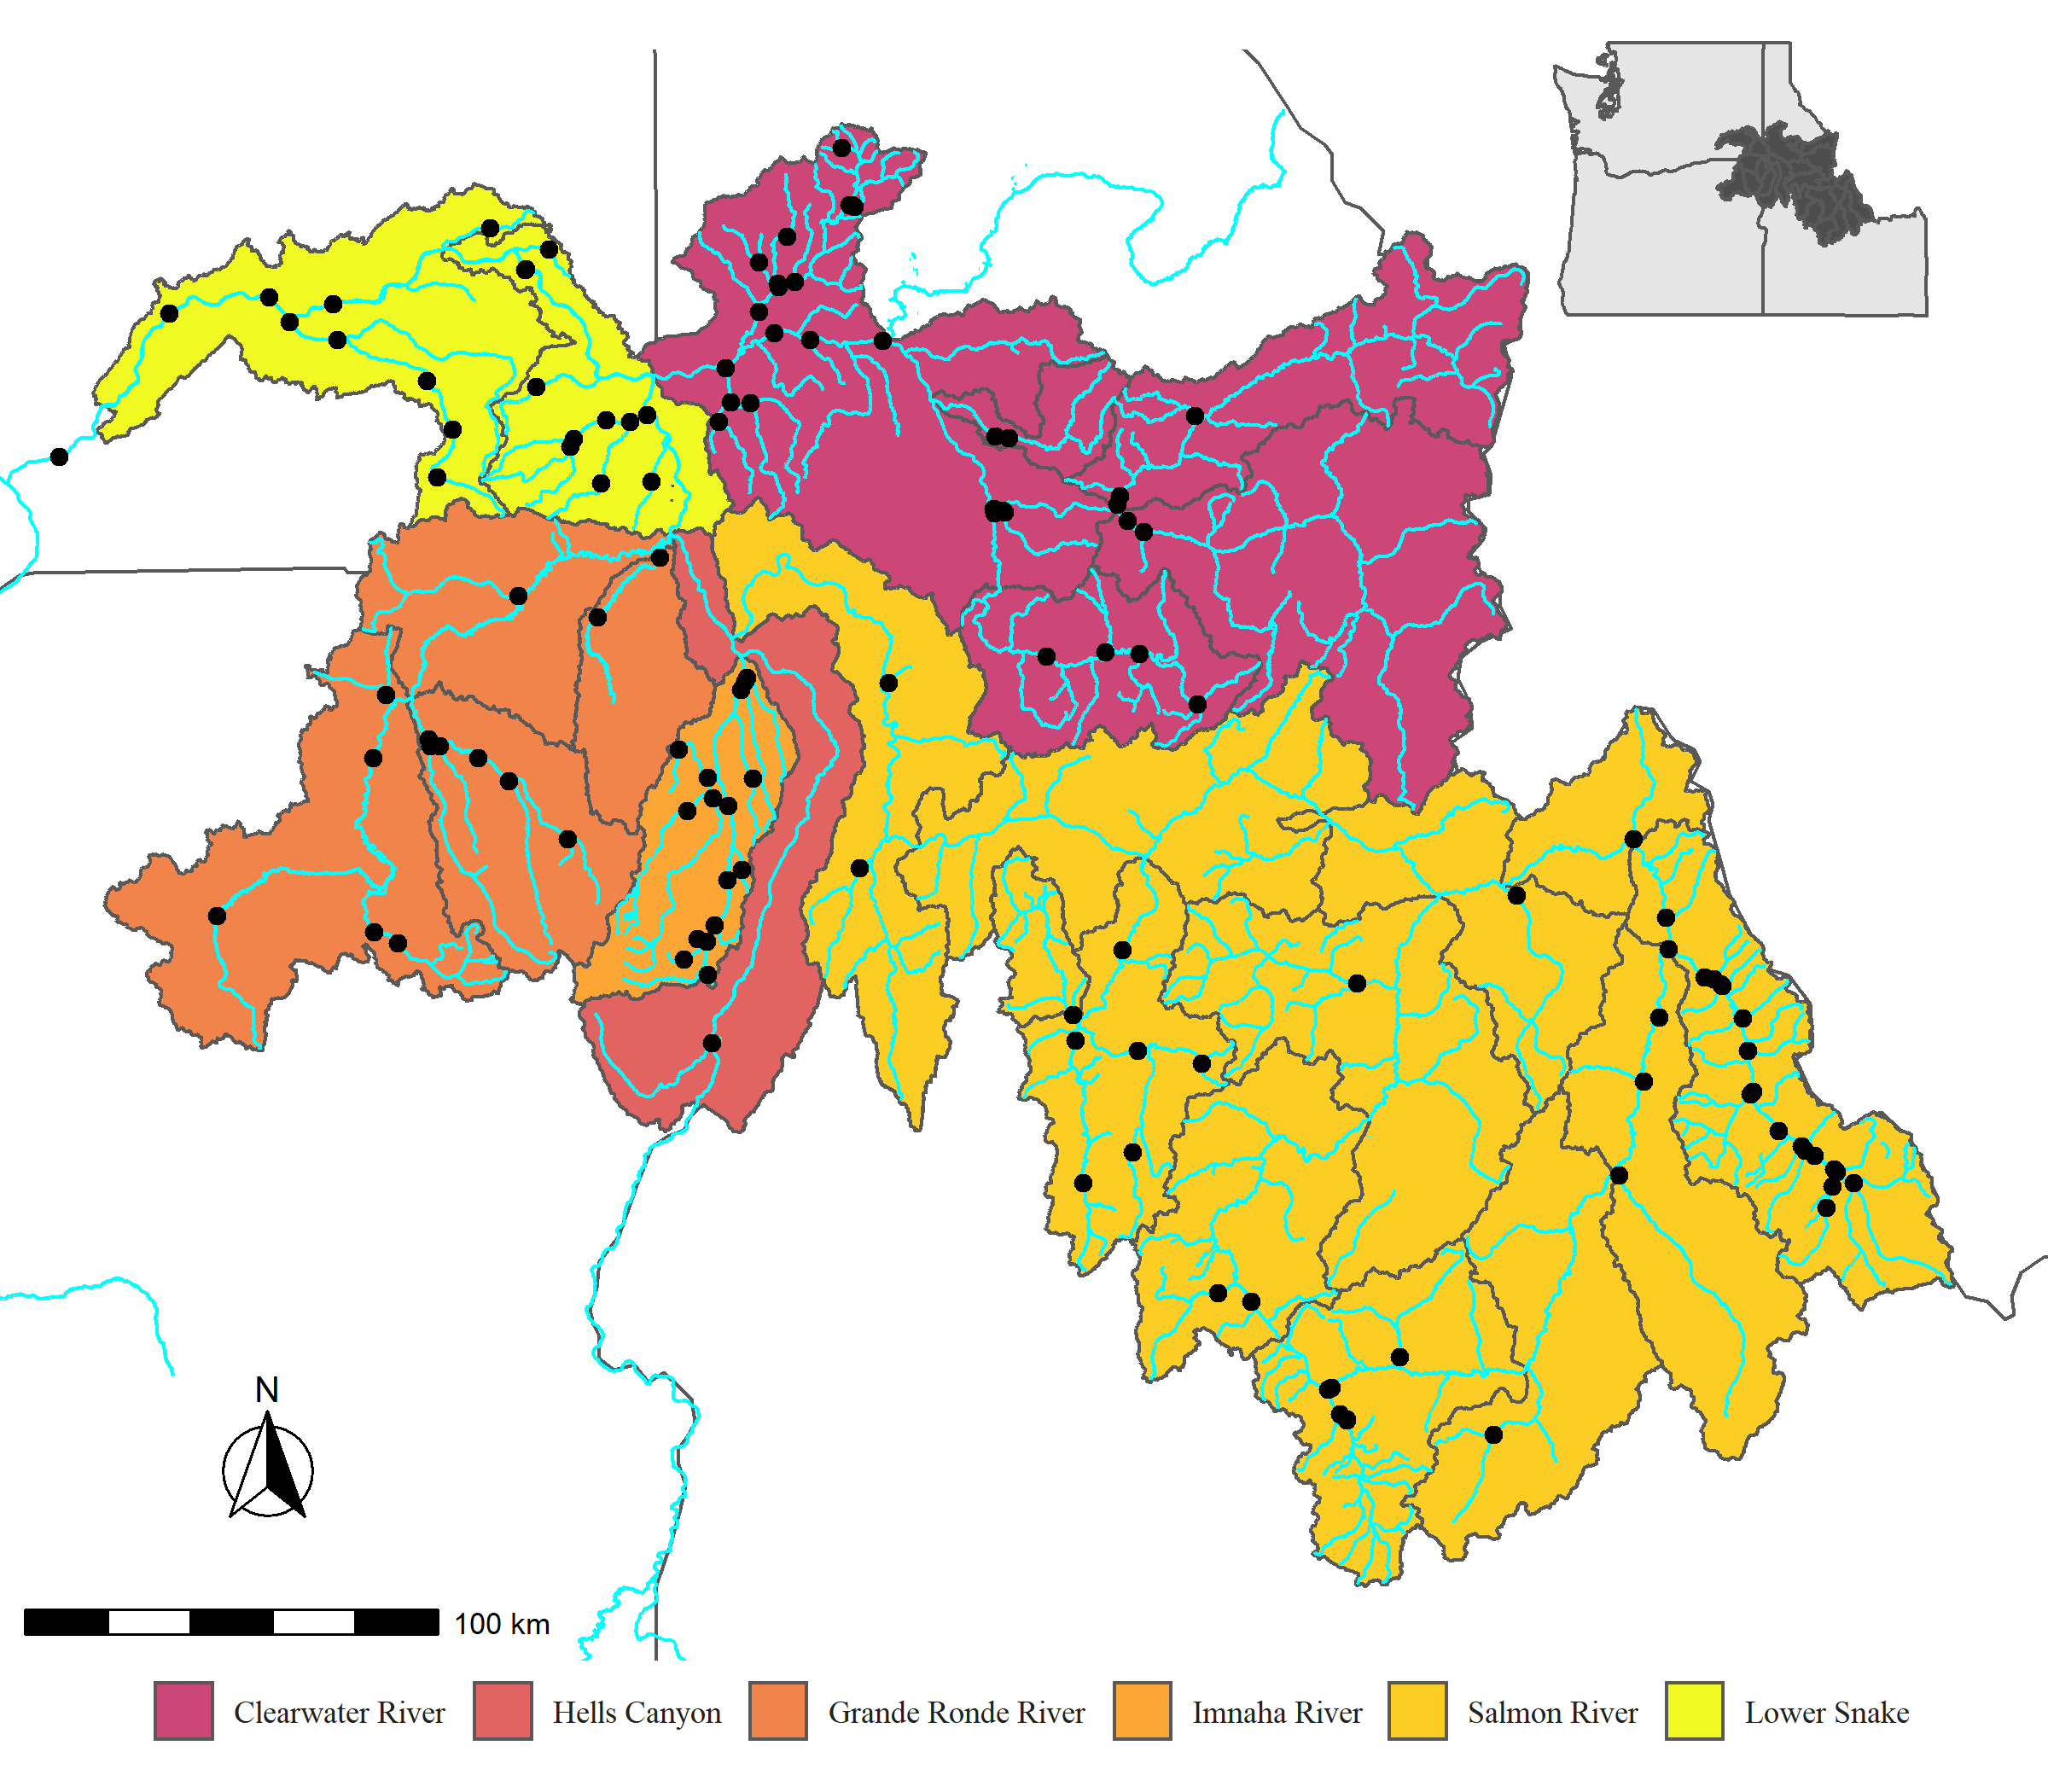 N
100 km
Clearwater River
Hells Canyon
Grande Ronde River
Imnaha River
Salmon River
Lower Snake